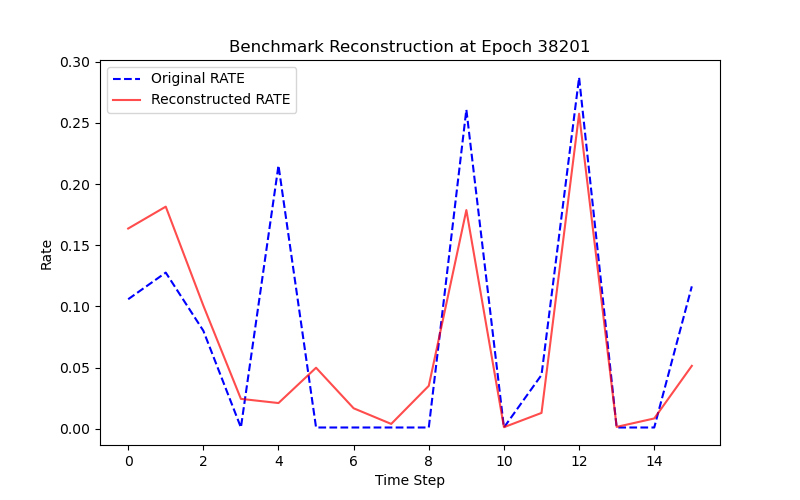 Benchmark Reconstruction at Epoch 38201
Original RATE
Reconstructed RATE
0.30
0.25
0.20
0.15
0.10
0.05
0.00
Rate
0 2 4 6 8 10 12 14
Time Step